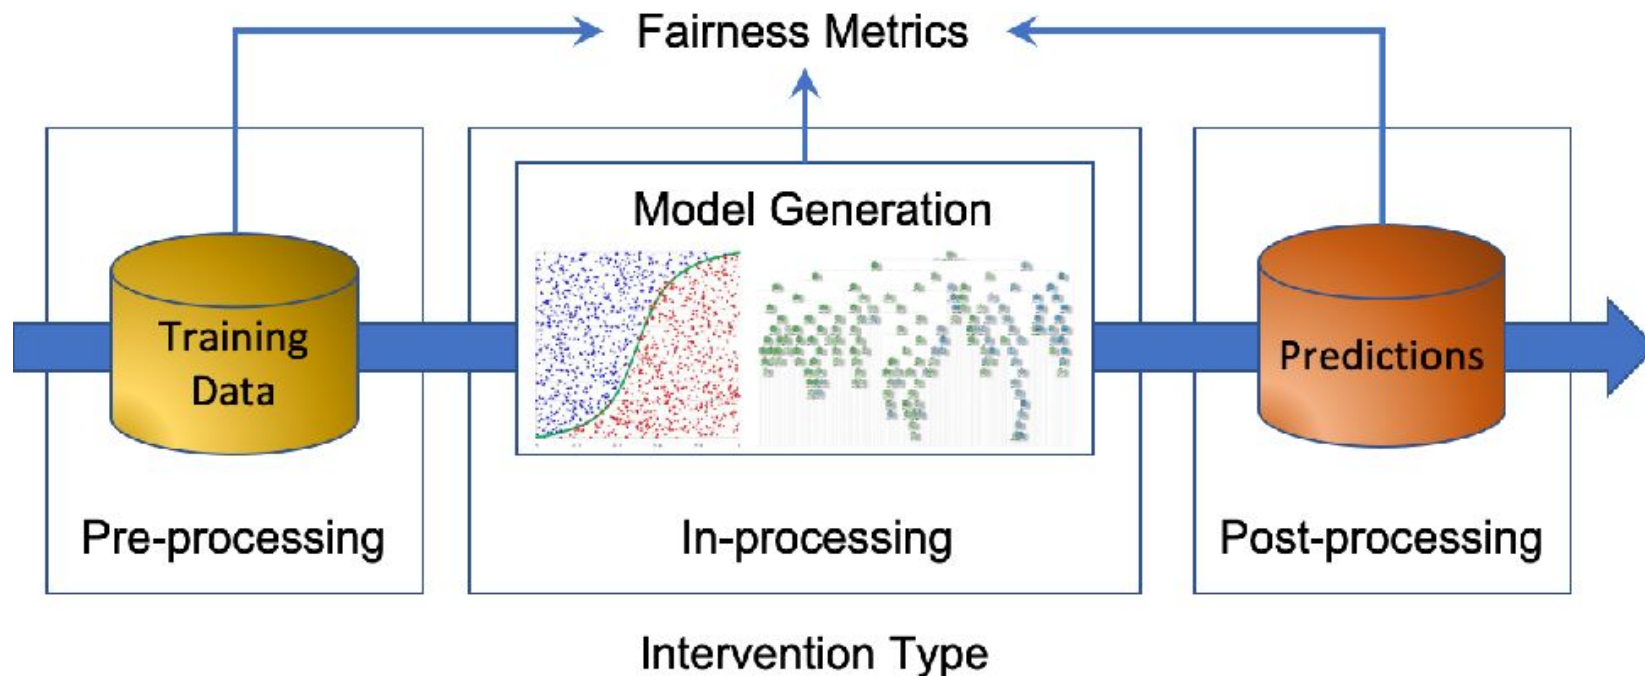 Fairness Metrics
Model Generation
Training
Data
Predictions
Pre-processing
In-processing
Post-processing
Intervention Type